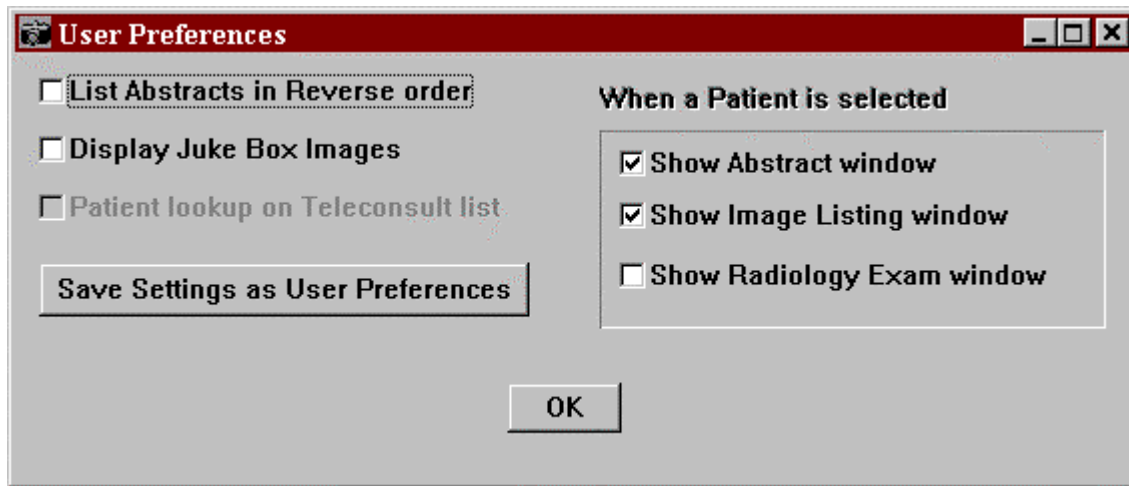 User Preferences
List Abstracts in Reverse order
Display Juke Box Images
Patient lookup on Teleconsult list
Save Settings as User Preferences
When a Patient is selected
Show Abstract window
Show Image Listing window
Show Radiology Exam window
OK